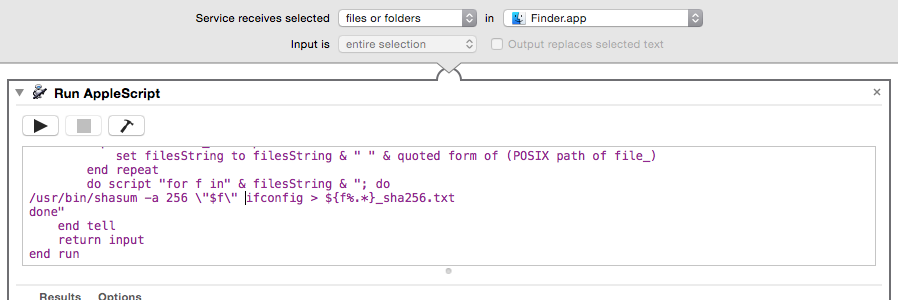 Service receives selected files or folders in Finder.app
Input is entire selection Output replaces selected text
Run AppleScript
set filesString to filesString & " " & quoted form of (POSIX path of file_)
end repeat
do script "for f in" & filesString & "; do
/usr/bin/shasum -a 256 \"$f\" ifconfig > ${f%.*}_sha256.txt
done"
end tell
return input
end run
Results Options